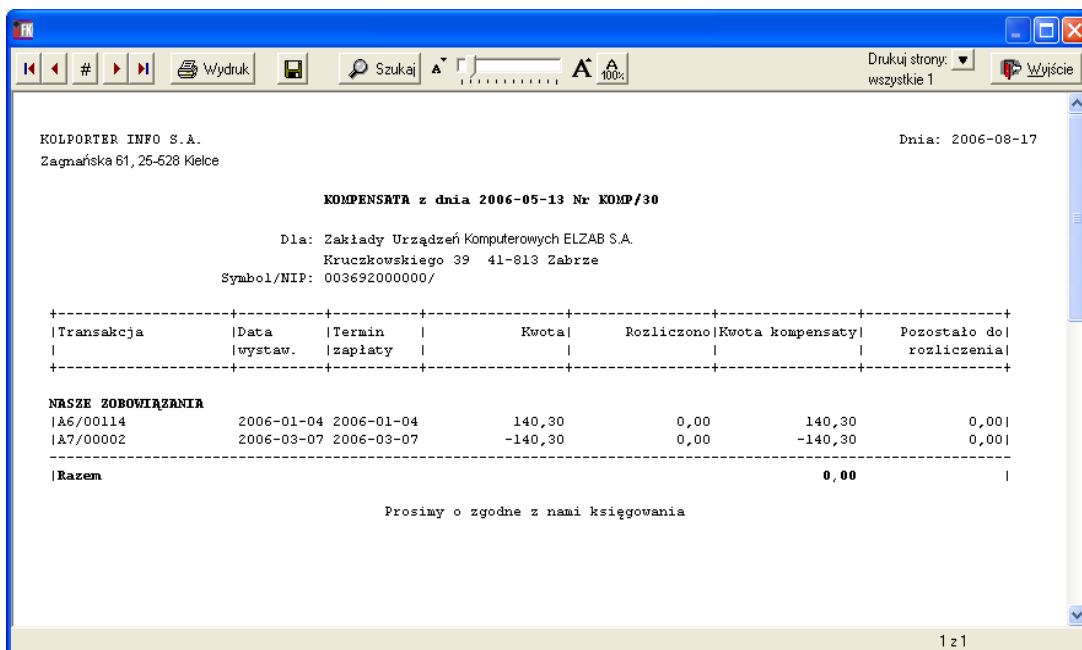 FK
# Wydruk Szukaj A A A 100% Drukuj strony: wszystkie 1 Wyjście
KOLPORTER INFO S.A. Dnia: 2006-08-17
Zagnańska 61, 25-528 Kielce
KOMPENSATA z dnia 2006-05-13 Nr KOMP/30
Dla: Zakłady Urządzeń Komputerowych ELZAB S.A.
Kruczkowskiego 39 41-813 Zabrze
Symbol/NIP: 003692000000/
|Transakcja |Data |Termin | Kwota| Rozliczono|Kwota kompensaty| Pozostało do|
| |wystaw. |zapłaty | | | | rozliczenia|
NASZE ZOBOWIĄZANIA
|A6/00114 2006-01-04 2006-01-04 140,30 0,00 140,30 0,00|
|A7/00002 2006-03-07 2006-03-07 -140,30 0,00 -140,30 0,00|
|Razem 0,00 |
Prosimy o zgodne z nami księgowania
1 z 1